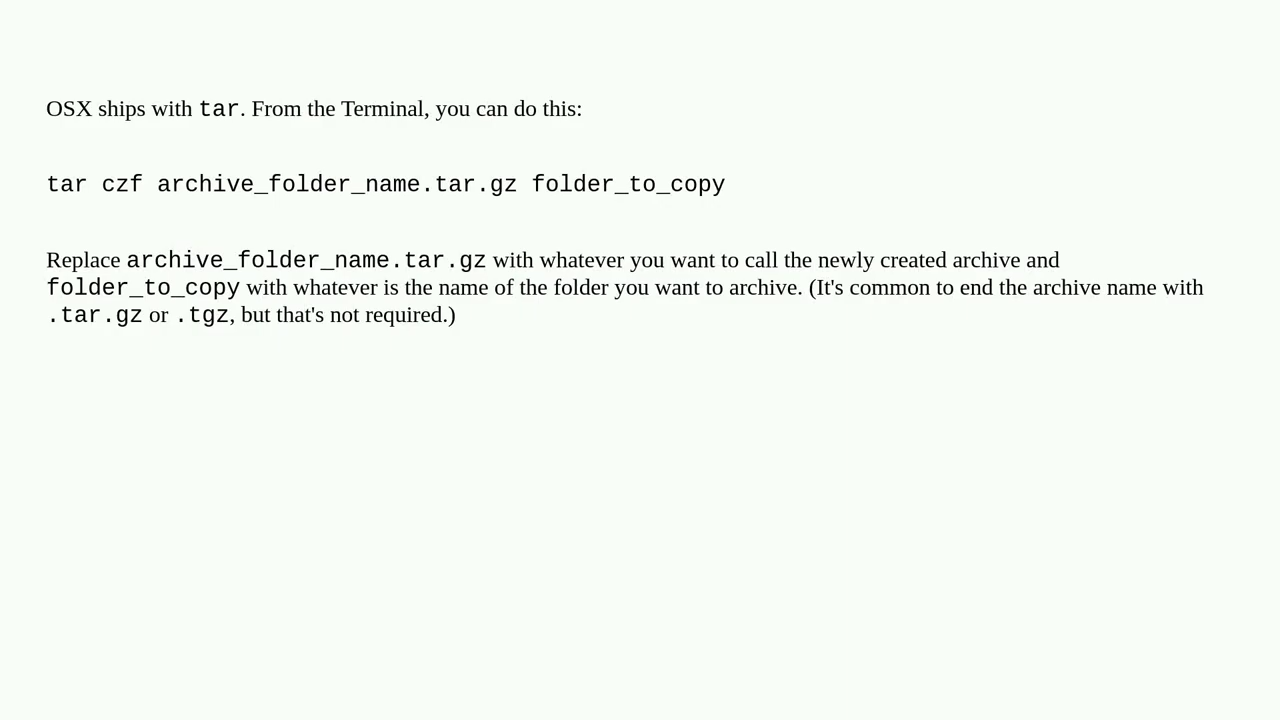 OSX ships with tar. From the Terminal, you can do this:
tar czf archive_folder_name.tar.gz folder_to_copy
Replace archive_folder_name.tar.gz with whatever you want to call the newly created archive and
folder_to_copy with whatever is the name of the folder you want to archive. (It's common to end the archive name with
.tar.gz or .tgz, but that's not required.)